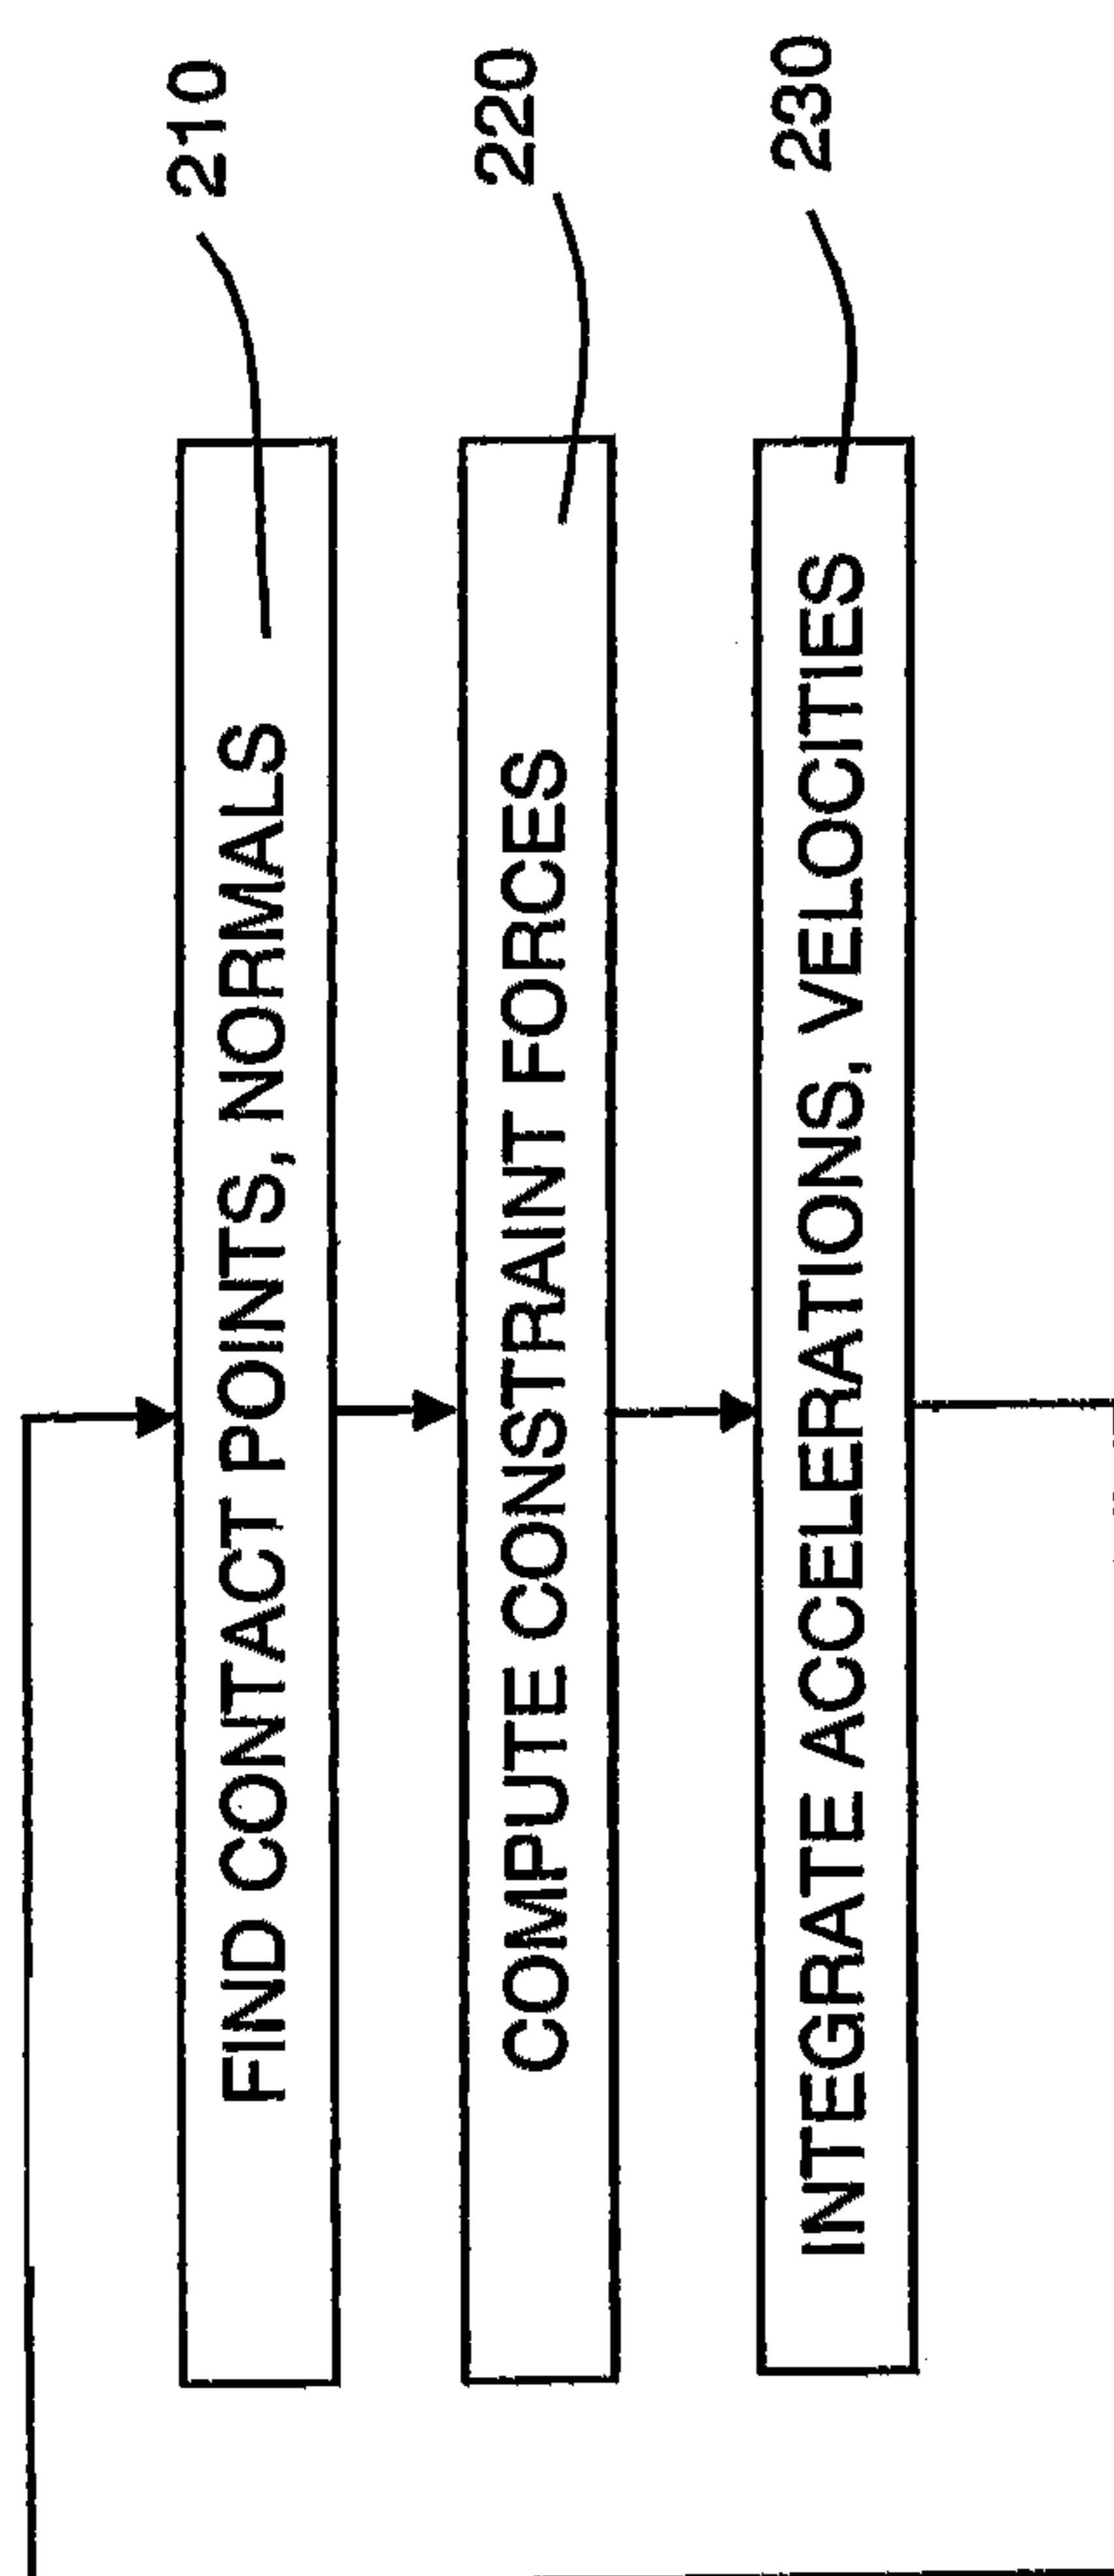 FIND CONTACT POINTS, NORMALS
210
COMPUTE CONSTRAINT FORCES
220
INTEGRATE ACCELERATIONS, VELOCITIES
230